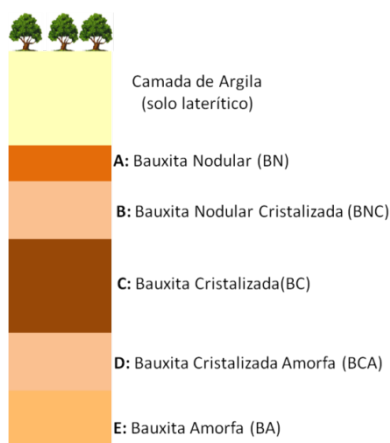 Camada de Argila
(solo laterítico)
A: Bauxita Nodular (BN)
B: Bauxita Nodular Cristalizada (BNC)
C: Bauxita Cristalizada(BC)
D: Bauxita Cristalizada Amorfa (BCA)
E: Bauxita Amorfa (BA)